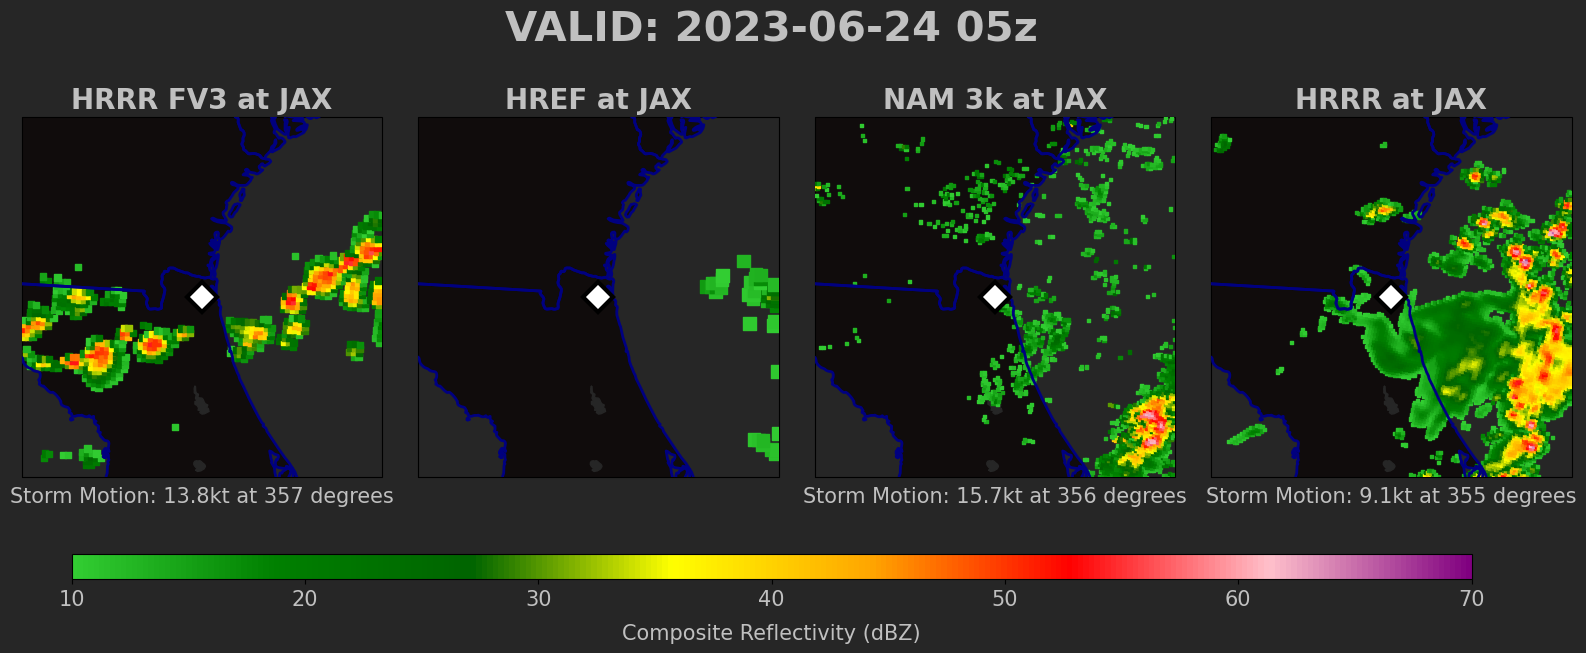 VALID: 2023-06-24 05z
HRRR FV3 at JAX
HREF at JAX
NAM 3k at JAX
HRRR at JAX
Storm Motion: 13.8kt at 357 degrees
Storm Motion: 15.7kt at 356 degrees
Storm Motion: 9.1kt at 355 degrees
10 20 30 40 50 60 70
Composite Reflectivity (dBZ)